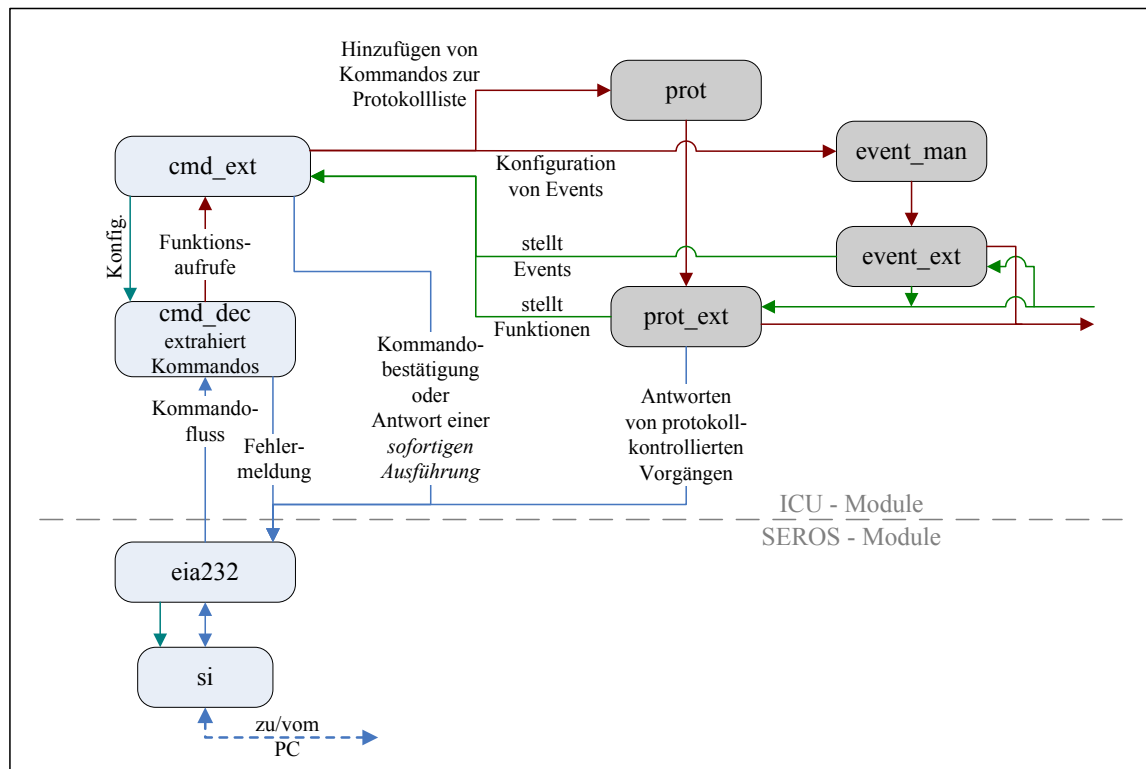 Hinzufügen von
Kommandos zur
Protokollliste
prot
cmd_ext
event_man
Konfiguration
von Events
Konfig.
Funktions-
aufrufe
stellt
Events
event_ext
cmd_dec
extrahiert
Kommandos
stellt
Funktionen
prot_ext
Kommando-
fluss
Fehler-
meldung
Kommando-
bestätigung
oder
Antwort einer
sofortigen
Ausführung
Antworten
von protokoll-
kontrollierten
Vorgängen
ICU - Module
SEROS - Module
eia232
si
zu/vom
PC